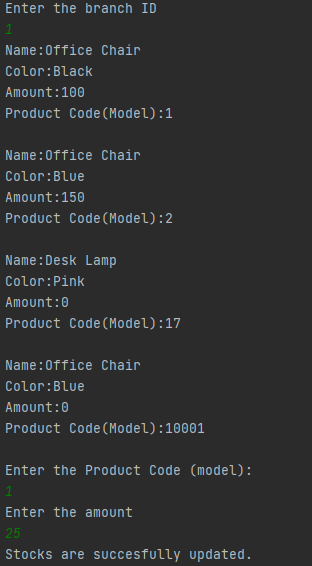 Enter the branch ID
1
Name:Office Chair
Color:Black
Amount:100
Product Code(Model):1
Name:Office Chair
Color:Blue
Amount:150
Product Code(Model):2
Name:Desk Lamp
Color:Pink
Amount:0
Product Code(Model):17
Name:Office Chair
Color:Blue
Amount:0
Product Code(Model):10001
Enter the Product Code (model):
1
Enter the amount
25
Stocks are succesfully updated.